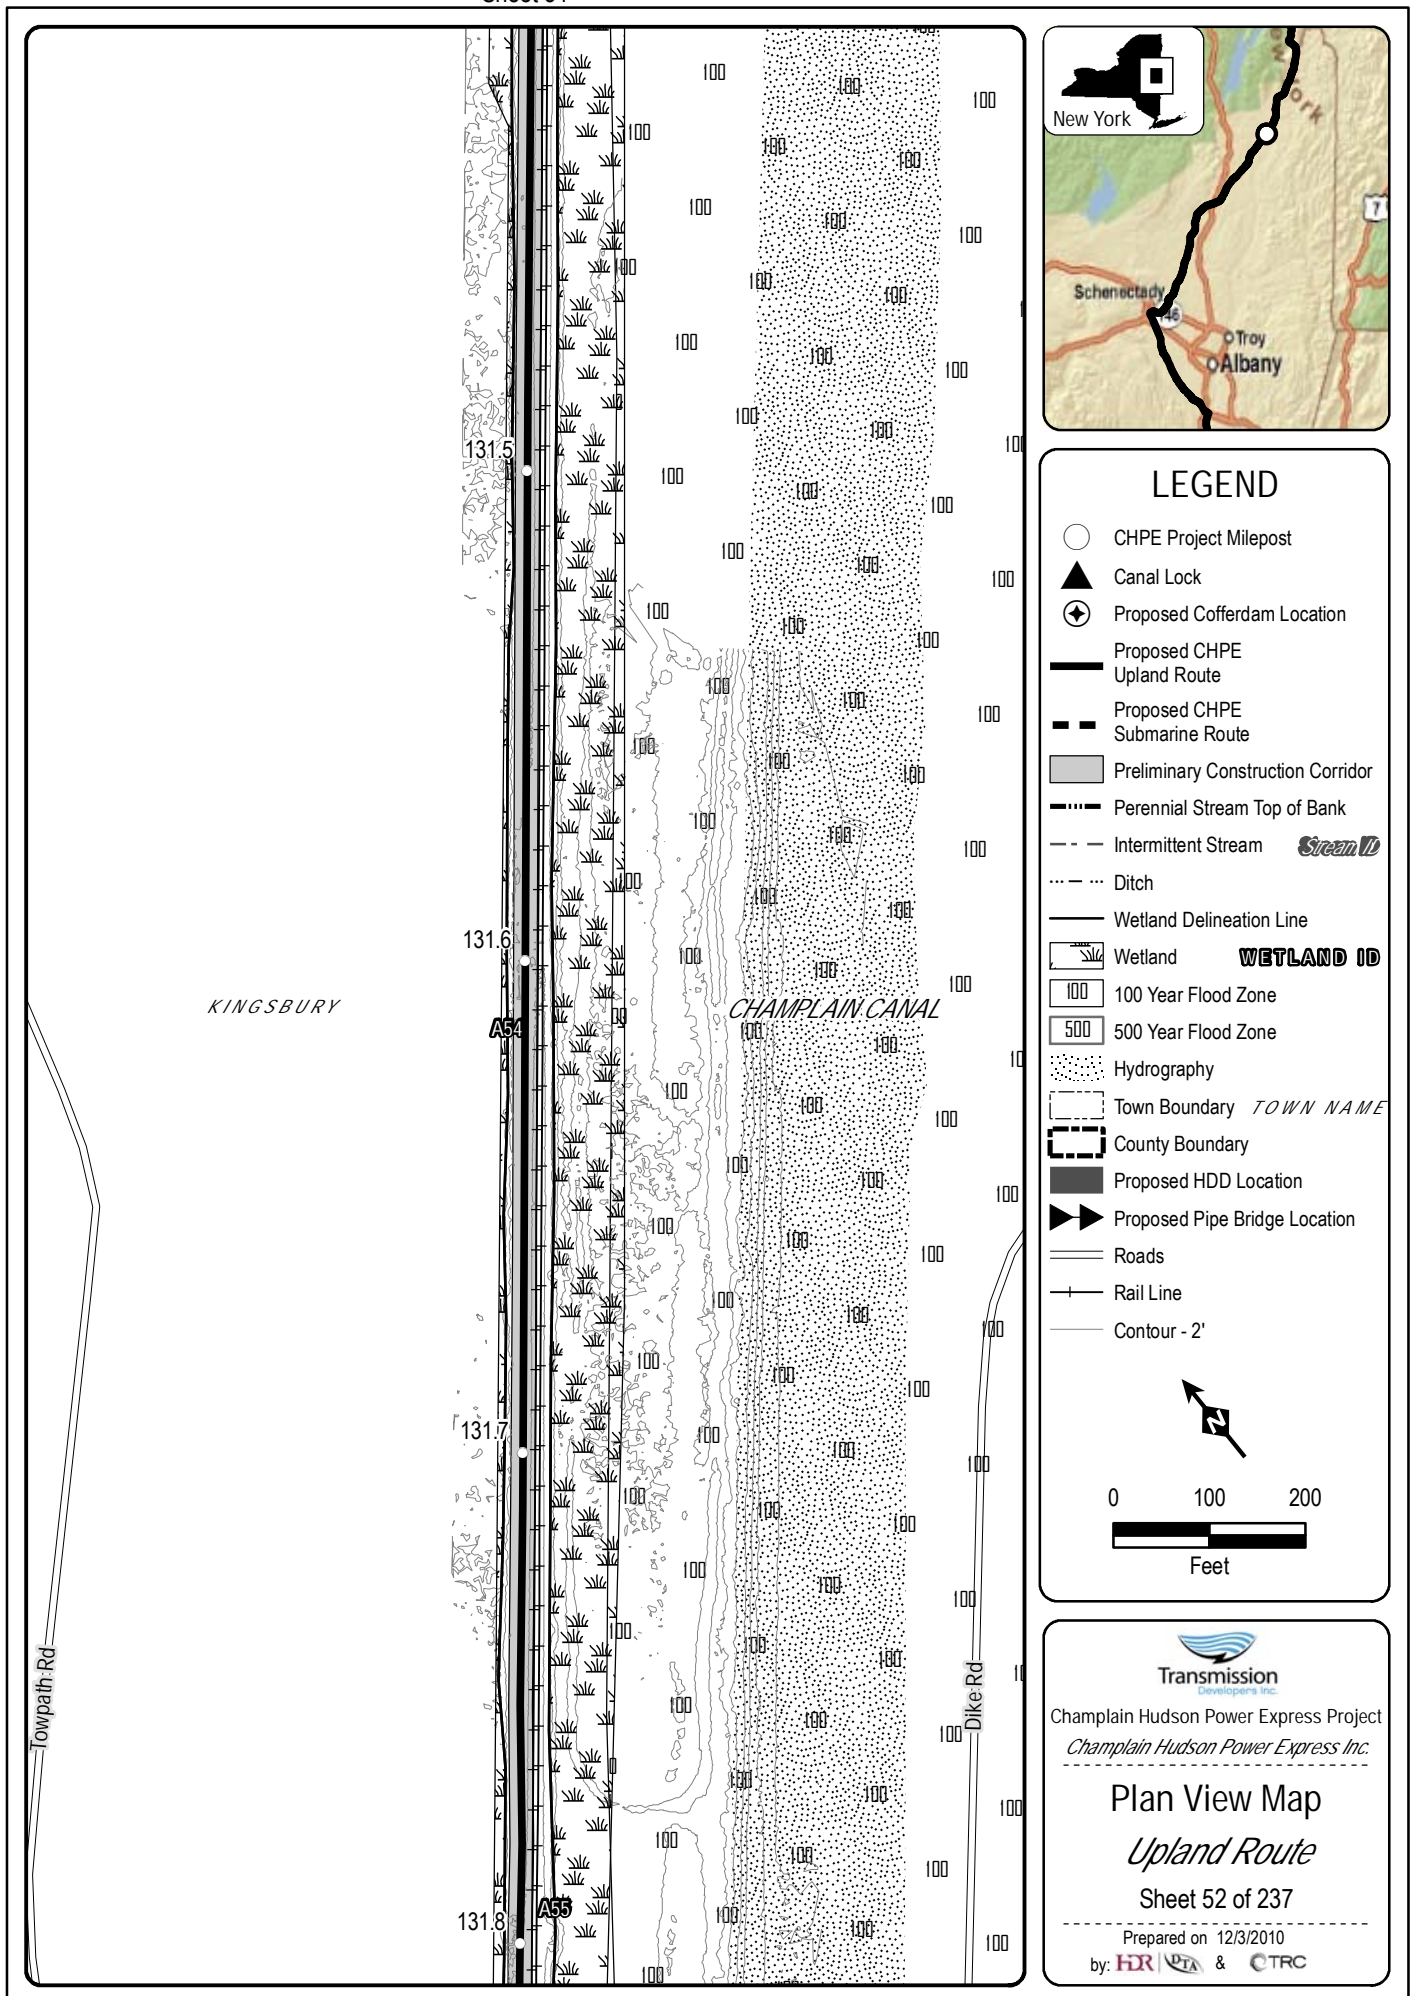 New York
York
7
Schenectady
146
Troy
Albany
131.5
131.6
131.7
131.8
KINGSBURY
CHAMPLAIN CANAL
A54
A55
Towpath Rd
Dike Rd
100
LEGEND
CHPE Project Milepost
Canal Lock
Proposed Cofferdam Location
Proposed CHPE
Upland Route
Proposed CHPE
Submarine Route
Preliminary Construction Corridor
Perennial Stream Top of Bank
Intermittent Stream Stream ID
Ditch
Wetland Delineation Line
Wetland WETLAND ID
100 100 Year Flood Zone
500 500 Year Flood Zone
Hydrography
Town Boundary TOWN NAME
County Boundary
Proposed HDD Location
Proposed Pipe Bridge Location
Roads
Rail Line
Contour - 2'
N
0 100 200
Feet
Transmission
Developers Inc.
Champlain Hudson Power Express Project
Champlain Hudson Power Express Inc.
Plan View Map
Upland Route
Sheet 52 of 237
Prepared on 12/3/2010
by: HDR DTA & TRC